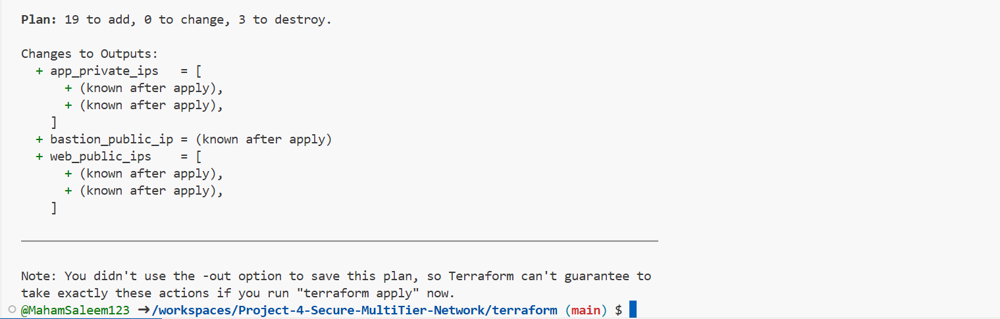 Plan: 19 to add, 0 to change, 3 to destroy.
Changes to Outputs:
  + app_private_ips   = [
      + (known after apply),
      + (known after apply),
    ]
  + bastion_public_ip = (known after apply)
  + web_public_ips    = [
      + (known after apply),
      + (known after apply),
    ]
Note: You didn't use the -out option to save this plan, so Terraform can't guarantee to
take exactly these actions if you run "terraform apply" now.
@MahamSaleem123 ➜/workspaces/Project-4-Secure-MultiTier-Network/terraform (main) $